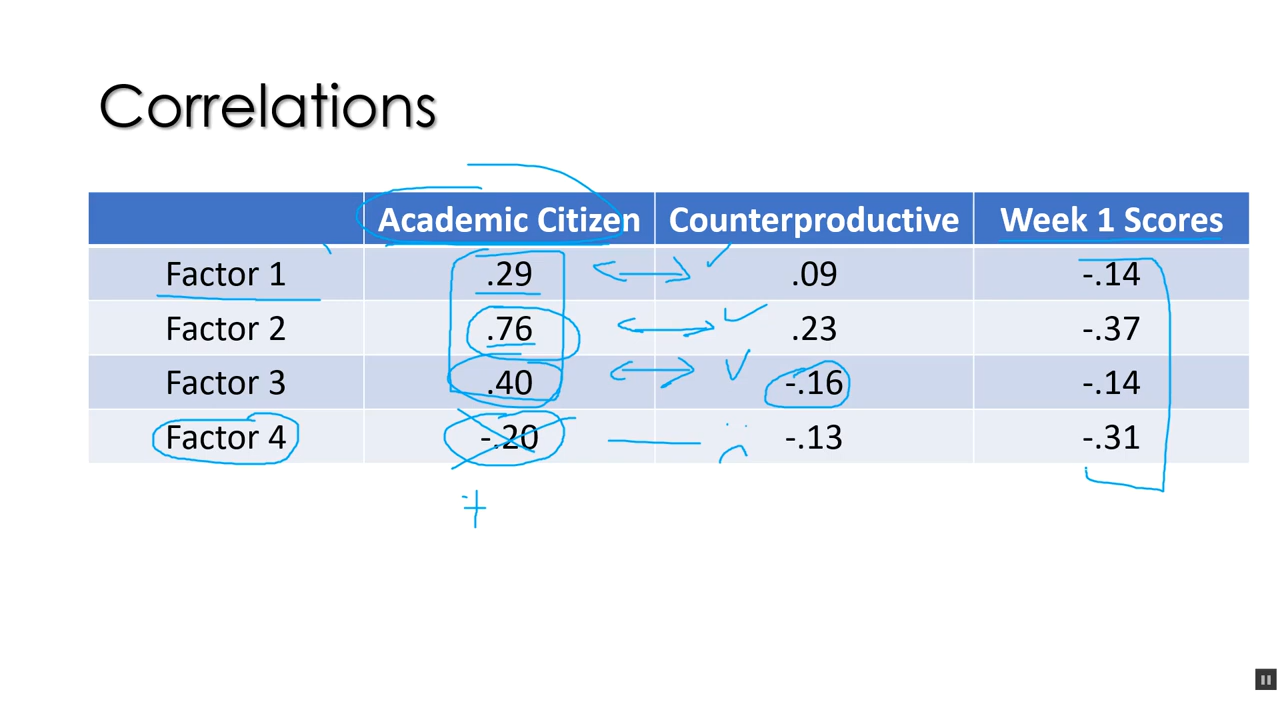 Correlations
Academic Citizen Counterproductive Week 1 Scores
Factor 1 .29 .09 -.14
Factor 2 .76 .23 -.37
Factor 3 .40 -.16 -.14
Factor 4 -.20 -.13 -.31
+